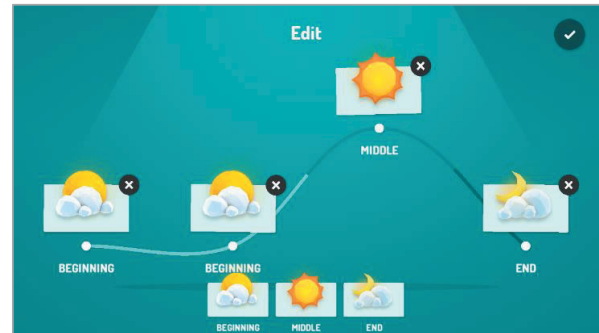 Edit
MIDDLE
BEGINNING
BEGINNING
END
BEGINNING
MIDDLE
END